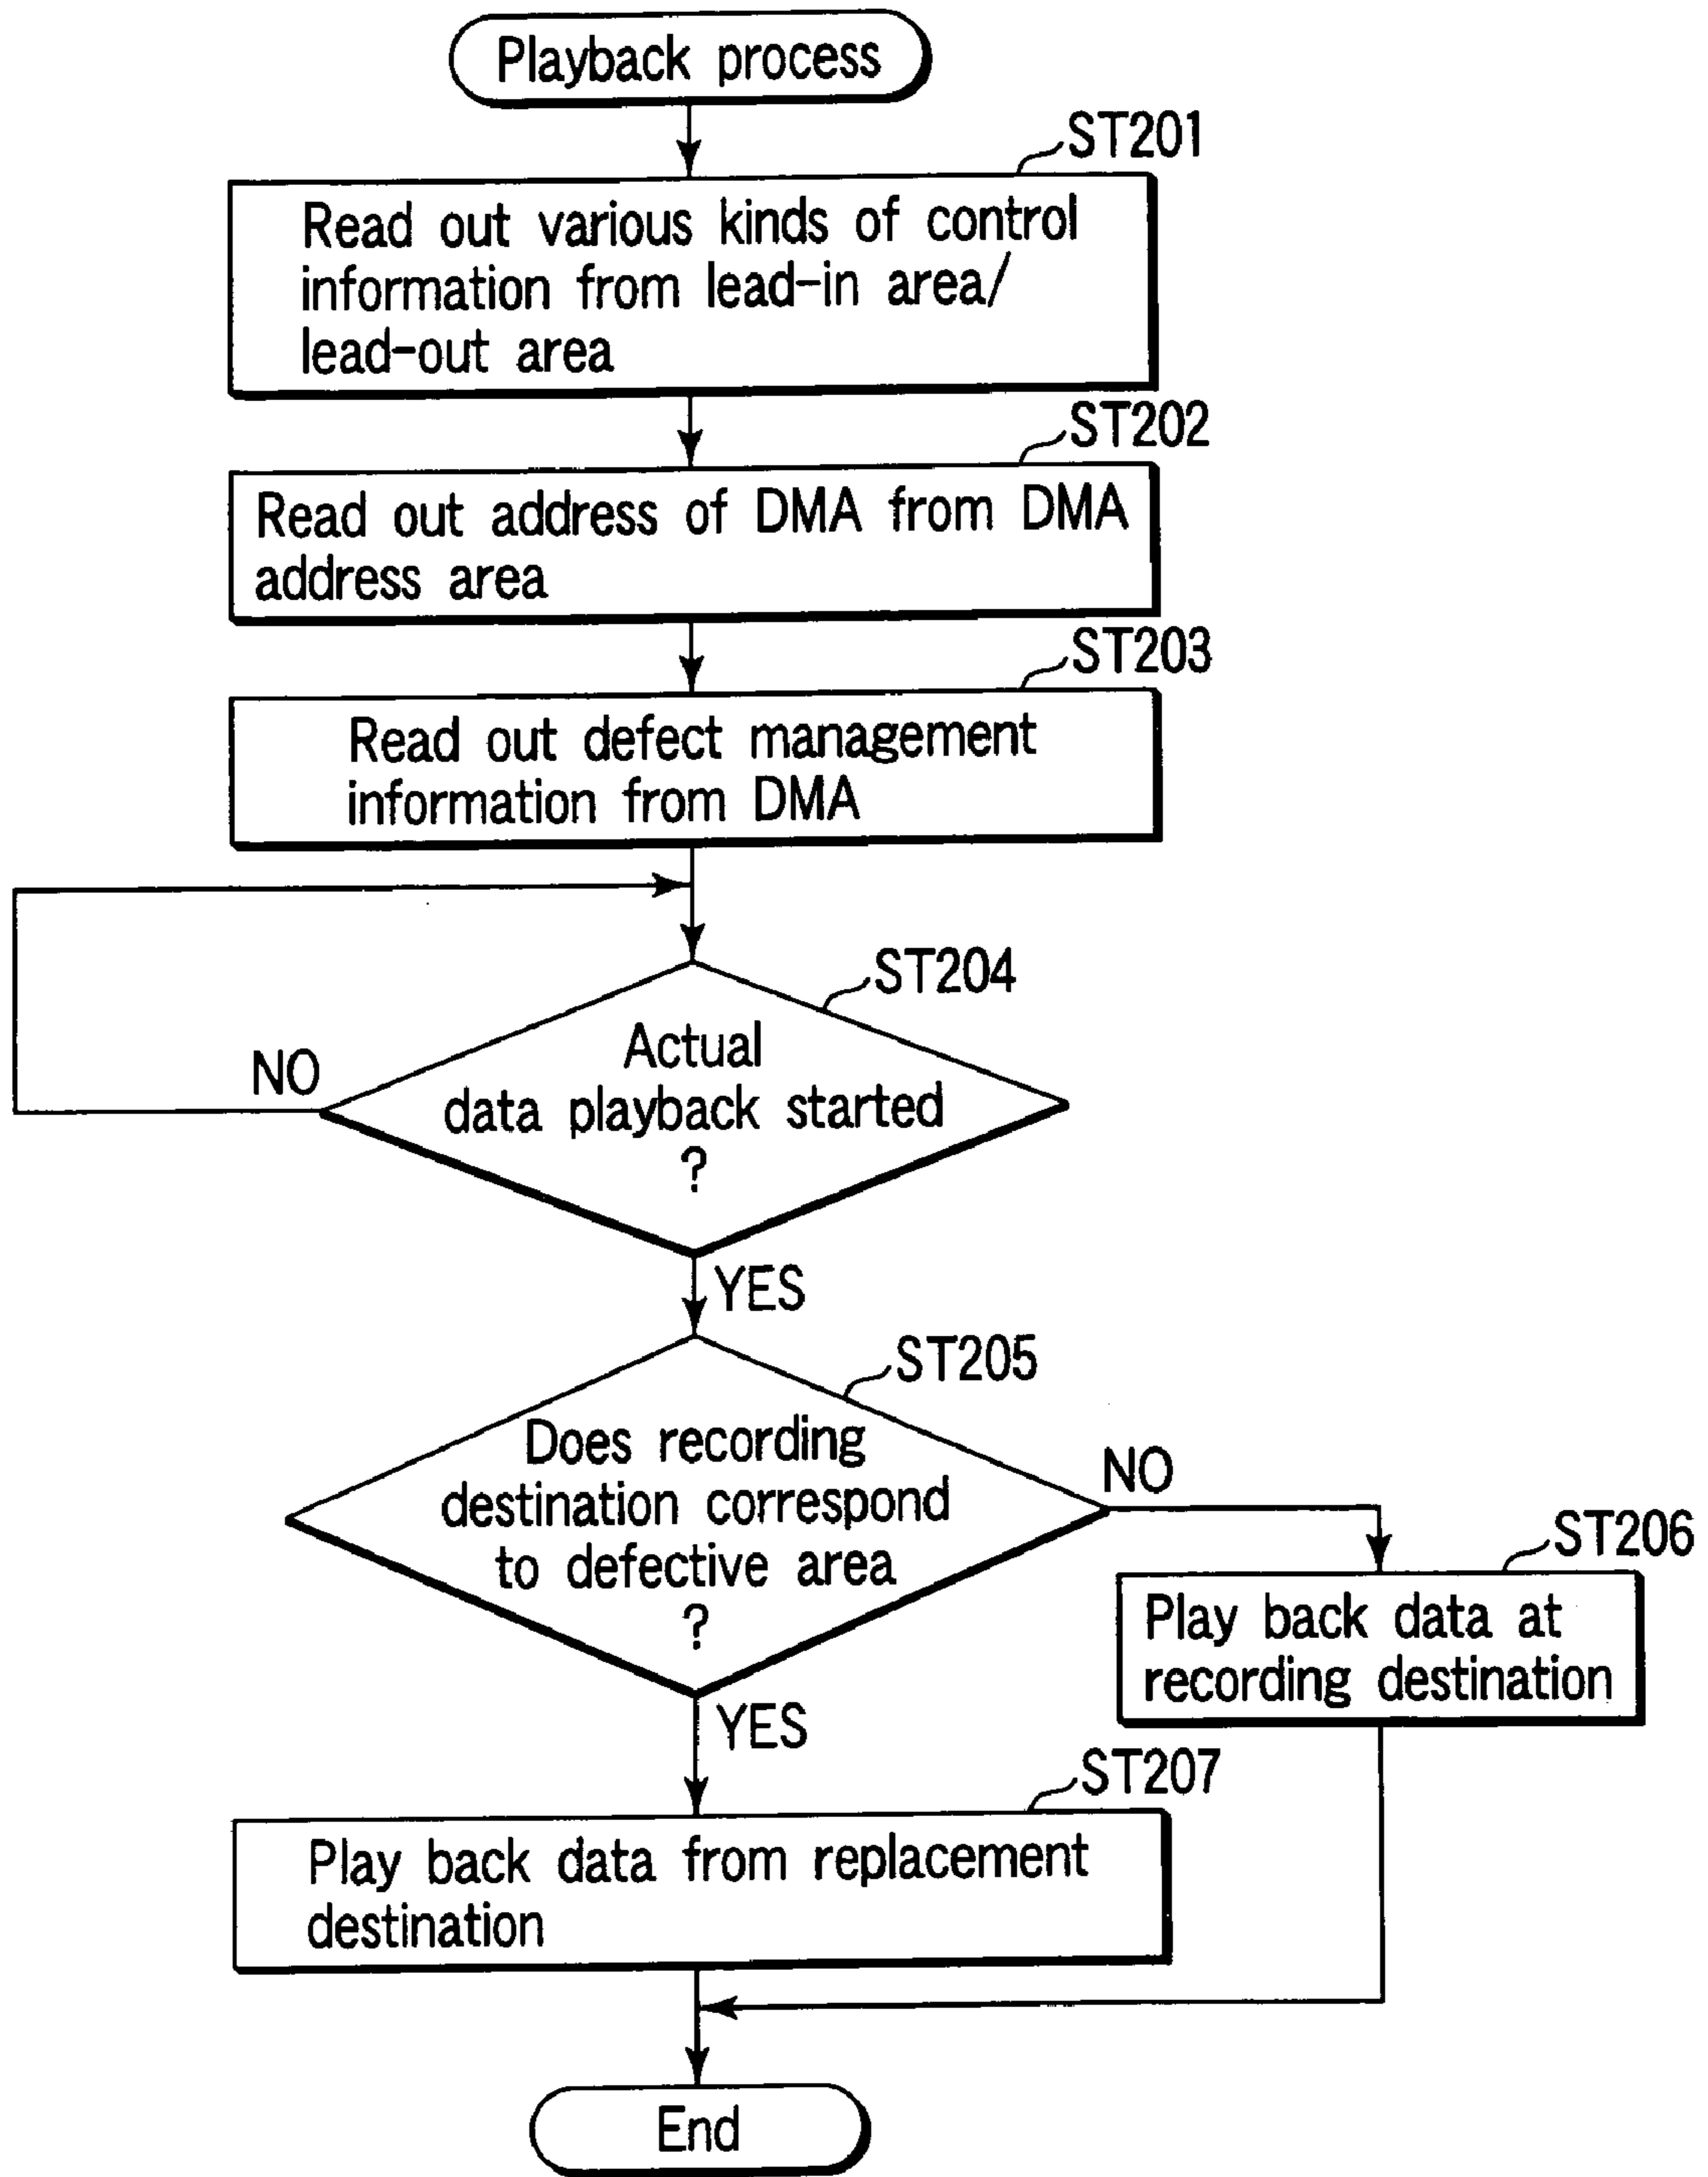 Playback process
ST201
Read out various kinds of control
information from lead-in area/
lead-out area
ST202
Read out address of DMA from DMA
address area
ST203
Read out defect management
information from DMA
ST204
Actual
data playback started
?
NO
YES
ST205
Does recording
destination correspond
to defective area
?
NO
ST206
Play back data at
recording destination
YES
ST207
Play back data from replacement
destination
End